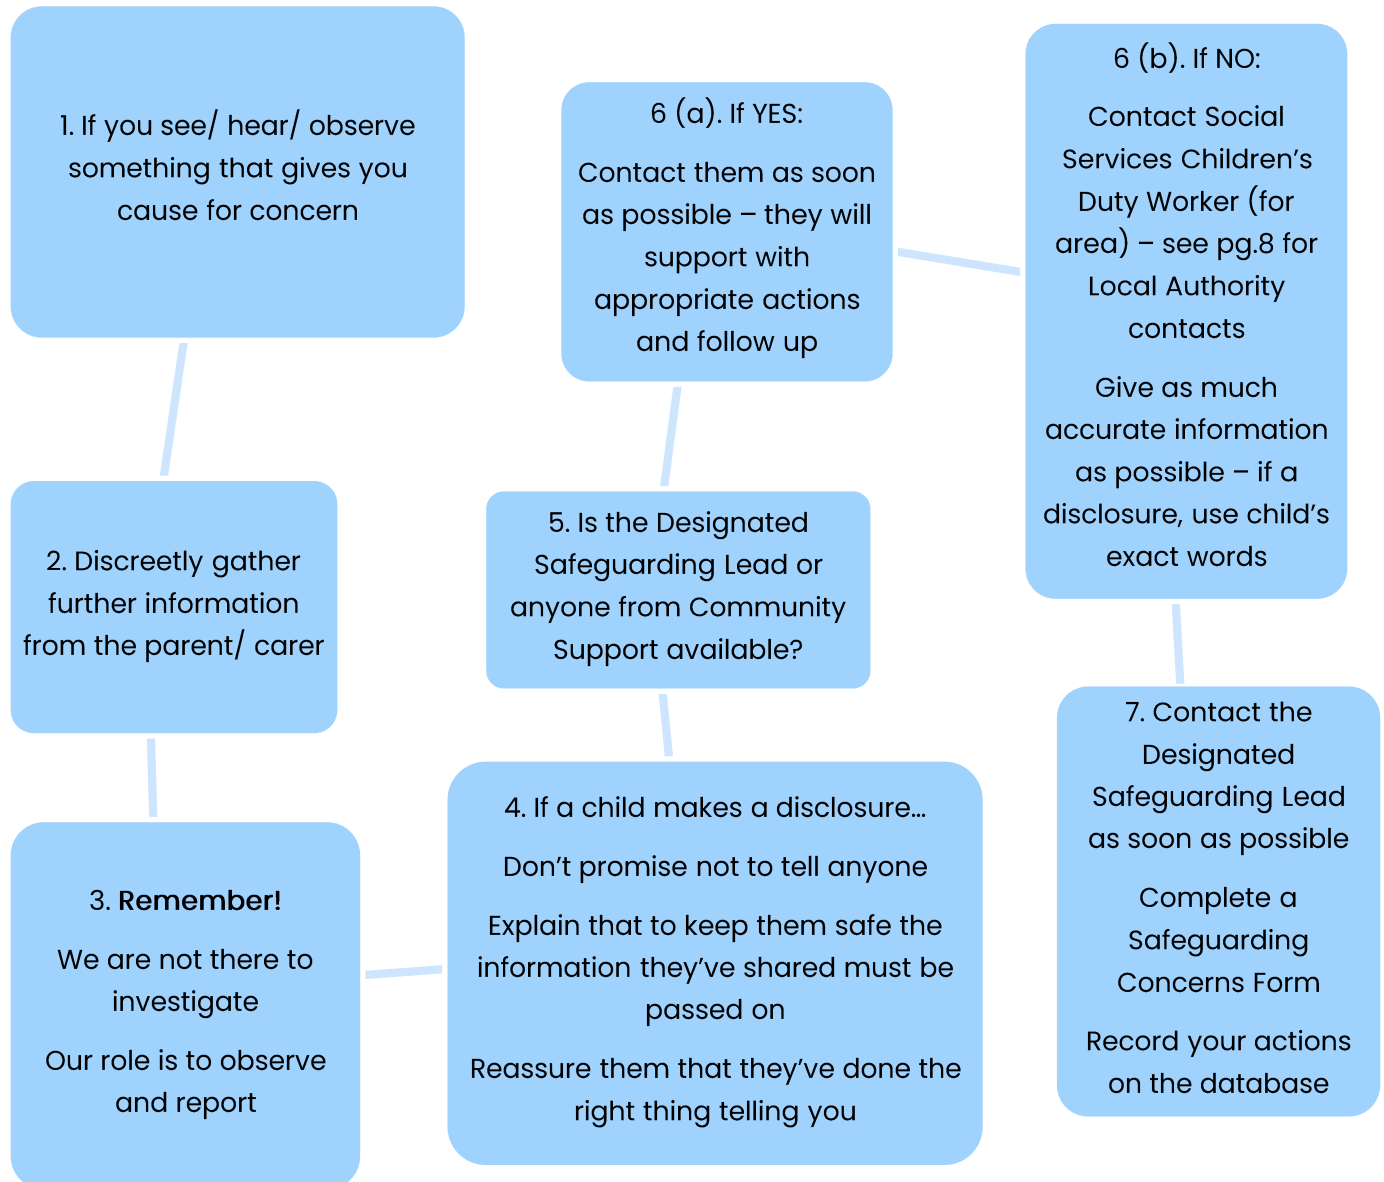 1. If you see/ hear/ observe
something that gives you
cause for concern
2. Discreetly gather
further information
from the parent/ carer
3. Remember!
We are not there to
investigate
Our role is to observe
and report
4. If a child makes a disclosure...
Don’t promise not to tell anyone
Explain that to keep them safe the
information they’ve shared must be
passed on
Reassure them that they’ve done the
right thing telling you
5. Is the Designated
Safeguarding Lead or
anyone from Community
Support available?
6 (a). If YES:
Contact them as soon
as possible – they will
support with
appropriate actions
and follow up
6 (b). If NO:
Contact Social
Services Children’s
Duty Worker (for
area) – see pg.8 for
Local Authority
contacts
Give as much
accurate information
as possible – if a
disclosure, use child’s
exact words
7. Contact the
Designated
Safeguarding Lead
as soon as possible
Complete a
Safeguarding
Concerns Form
Record your actions
on the database